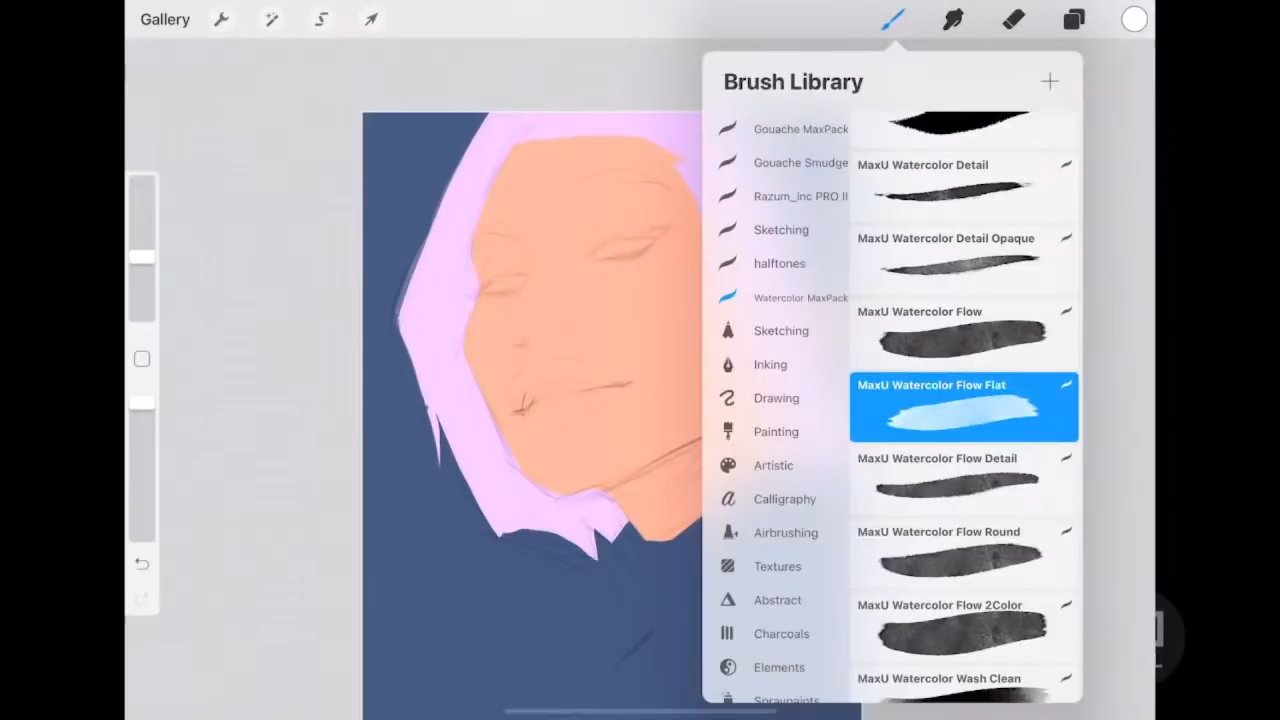 Gallery
Brush Library
Gouache MaxPack
Gouache Smudge
Razum_inc PRO II
Sketching
halftones
Watercolor MaxPack
Sketching
Inking
Drawing
Painting
Artistic
Calligraphy
Airbrushing
Textures
Abstract
Charcoals
Elements
Spraypaints
MaxU Watercolor Detail
MaxU Watercolor Detail Opaque
MaxU Watercolor Flow
MaxU Watercolor Flow Flat
MaxU Watercolor Flow Detail
MaxU Watercolor Flow Round
MaxU Watercolor Flow 2Color
MaxU Watercolor Wash Clean